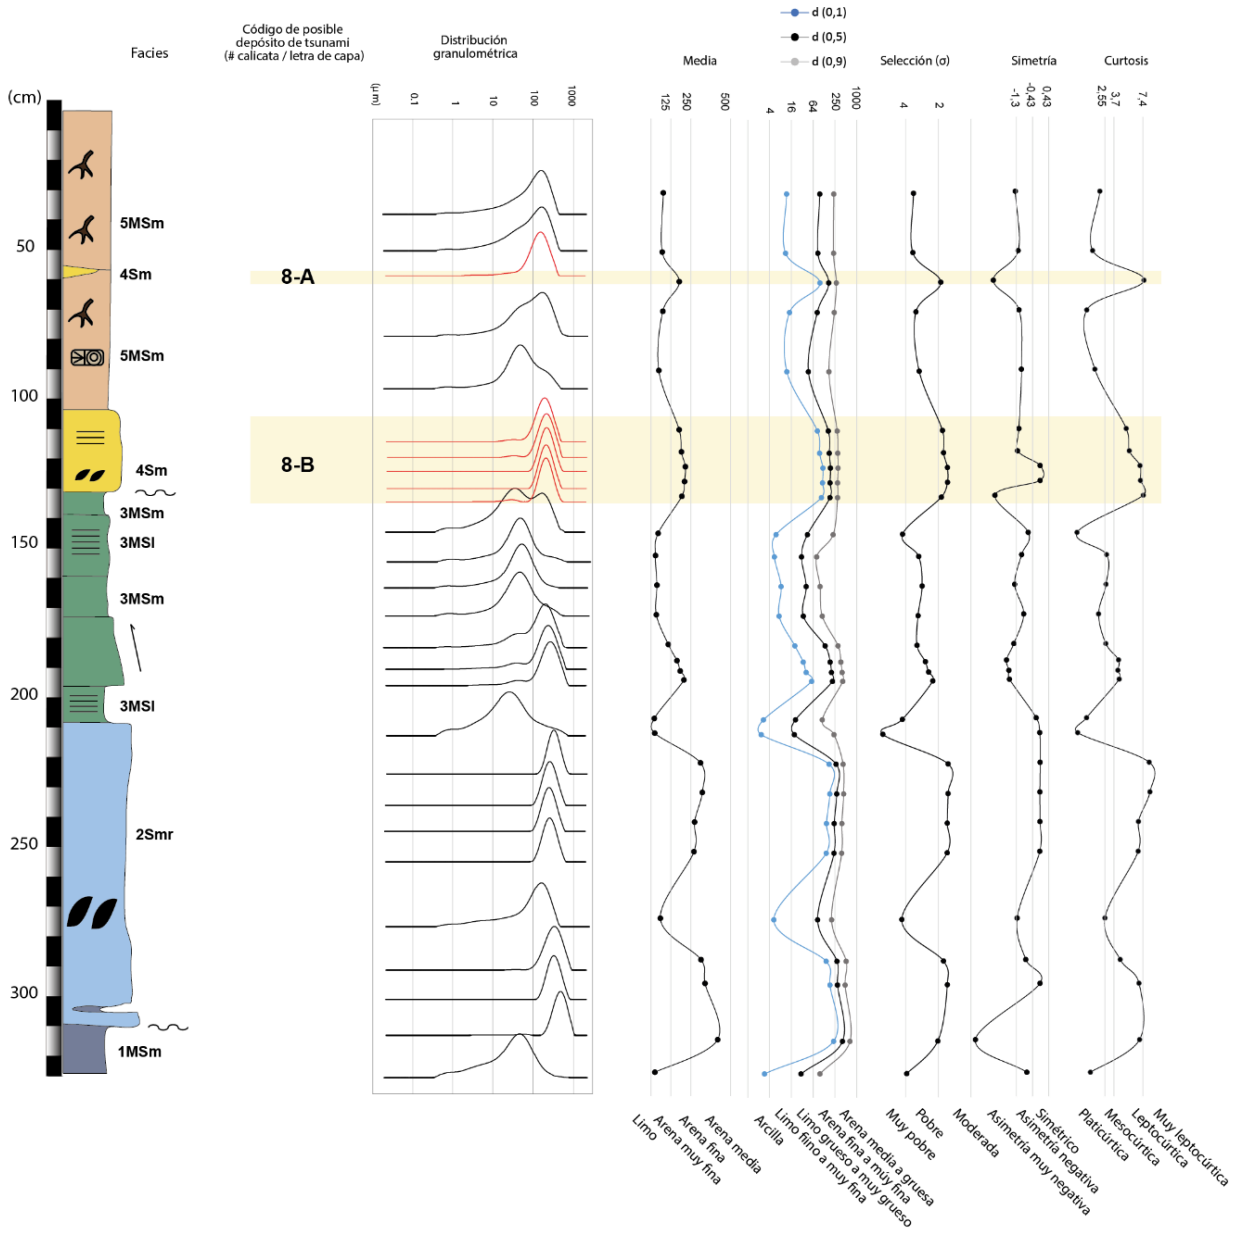 d (0,1)
d (0,5)
d (0,9)
Facies
Código de posible
depósito de tsunami
(# calicata / letra de capa)
Distribución
granulométrica
Media
Selección (σ)
Simetría
Curtosis
(cm)
(μm)
0,1
1
10
100
1000
125
250
500
4
16
64
250
1000
4
2
-1,3
-0,43
0,43
2,55
3,7
7,4
50
100
150
200
250
300
5MSm
4Sm
5MSm
4Sm
3MSm
3MSl
3MSm
3MSl
2Smr
1MSm
8-A
8-B
Limo
Arena muy fina
Arena fina
Arena media
Arcilla
Limo fiino a muy fina
Limo grueso a muy grueso
Arena fina a múy fina
Arena media a gruesa
Muy pobre
Pobre
Moderada
Asimetría muy negativa
Asimetría negativa
Simétrico
Platicúrtica
Mesocúrtica
Leptocúrtica
Muy leptocúrtica